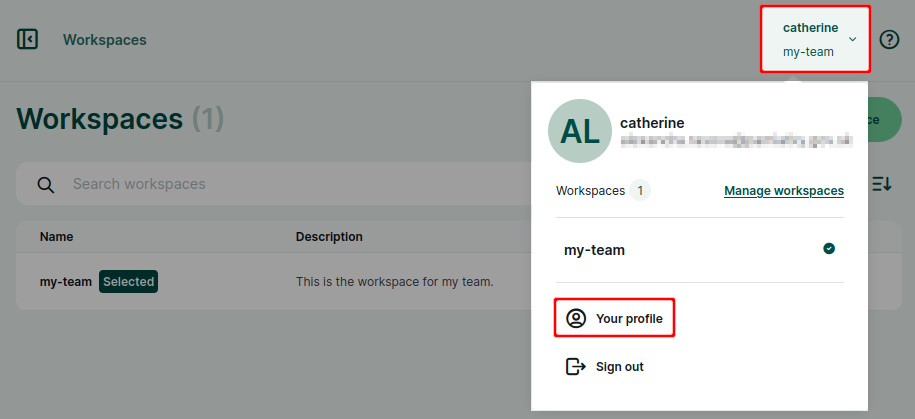 Workspaces
catherine
my-team
Workspaces (1)
ce
AL
catherine
Workspaces 1
Manage workspaces
Search workspaces
Name
Description
my-team
my-team Selected
This is the workspace for my team.
Your profile
Sign out